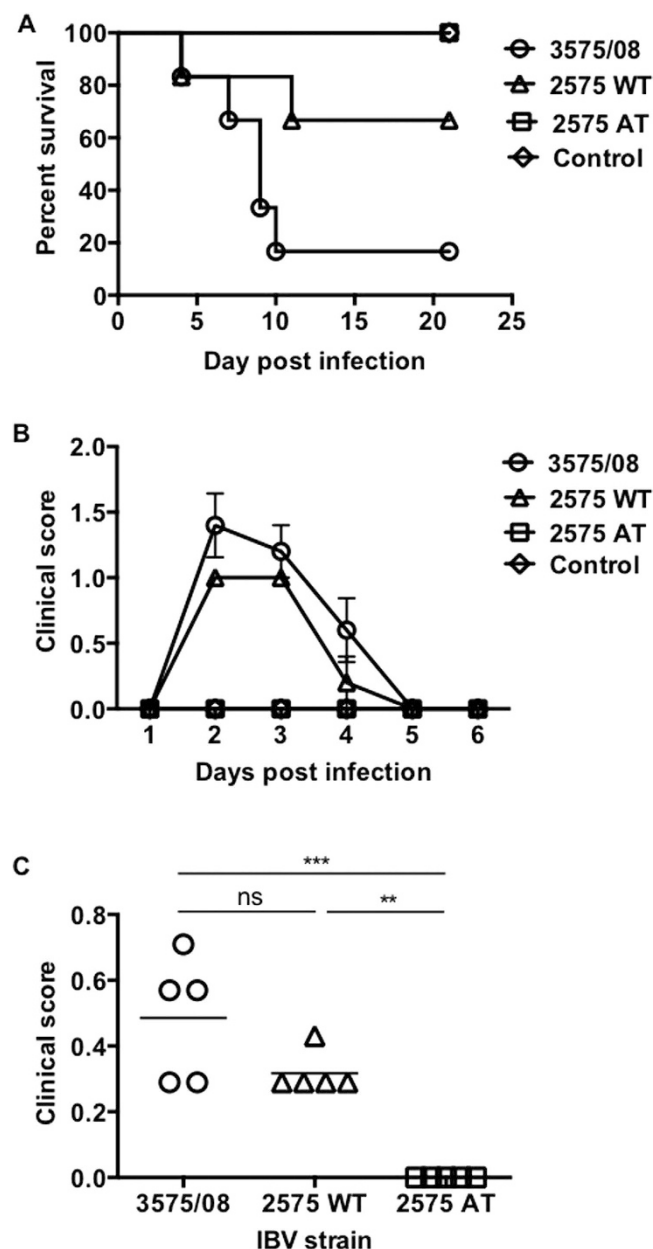 A
100
80
60
40
20
0
Percent survival
0 5 10 15 20 25
Day post infection
3575/08
2575 WT
2575 AT
Control
B
2.0
1.5
1.0
0.5
0.0
Clinical score
1 2 3 4 5 6
Days post infection
3575/08
2575 WT
2575 AT
Control
C
***
ns **
0.8
0.6
0.4
0.2
0.0
Clinical score
3575/08 2575 WT 2575 AT
IBV strain